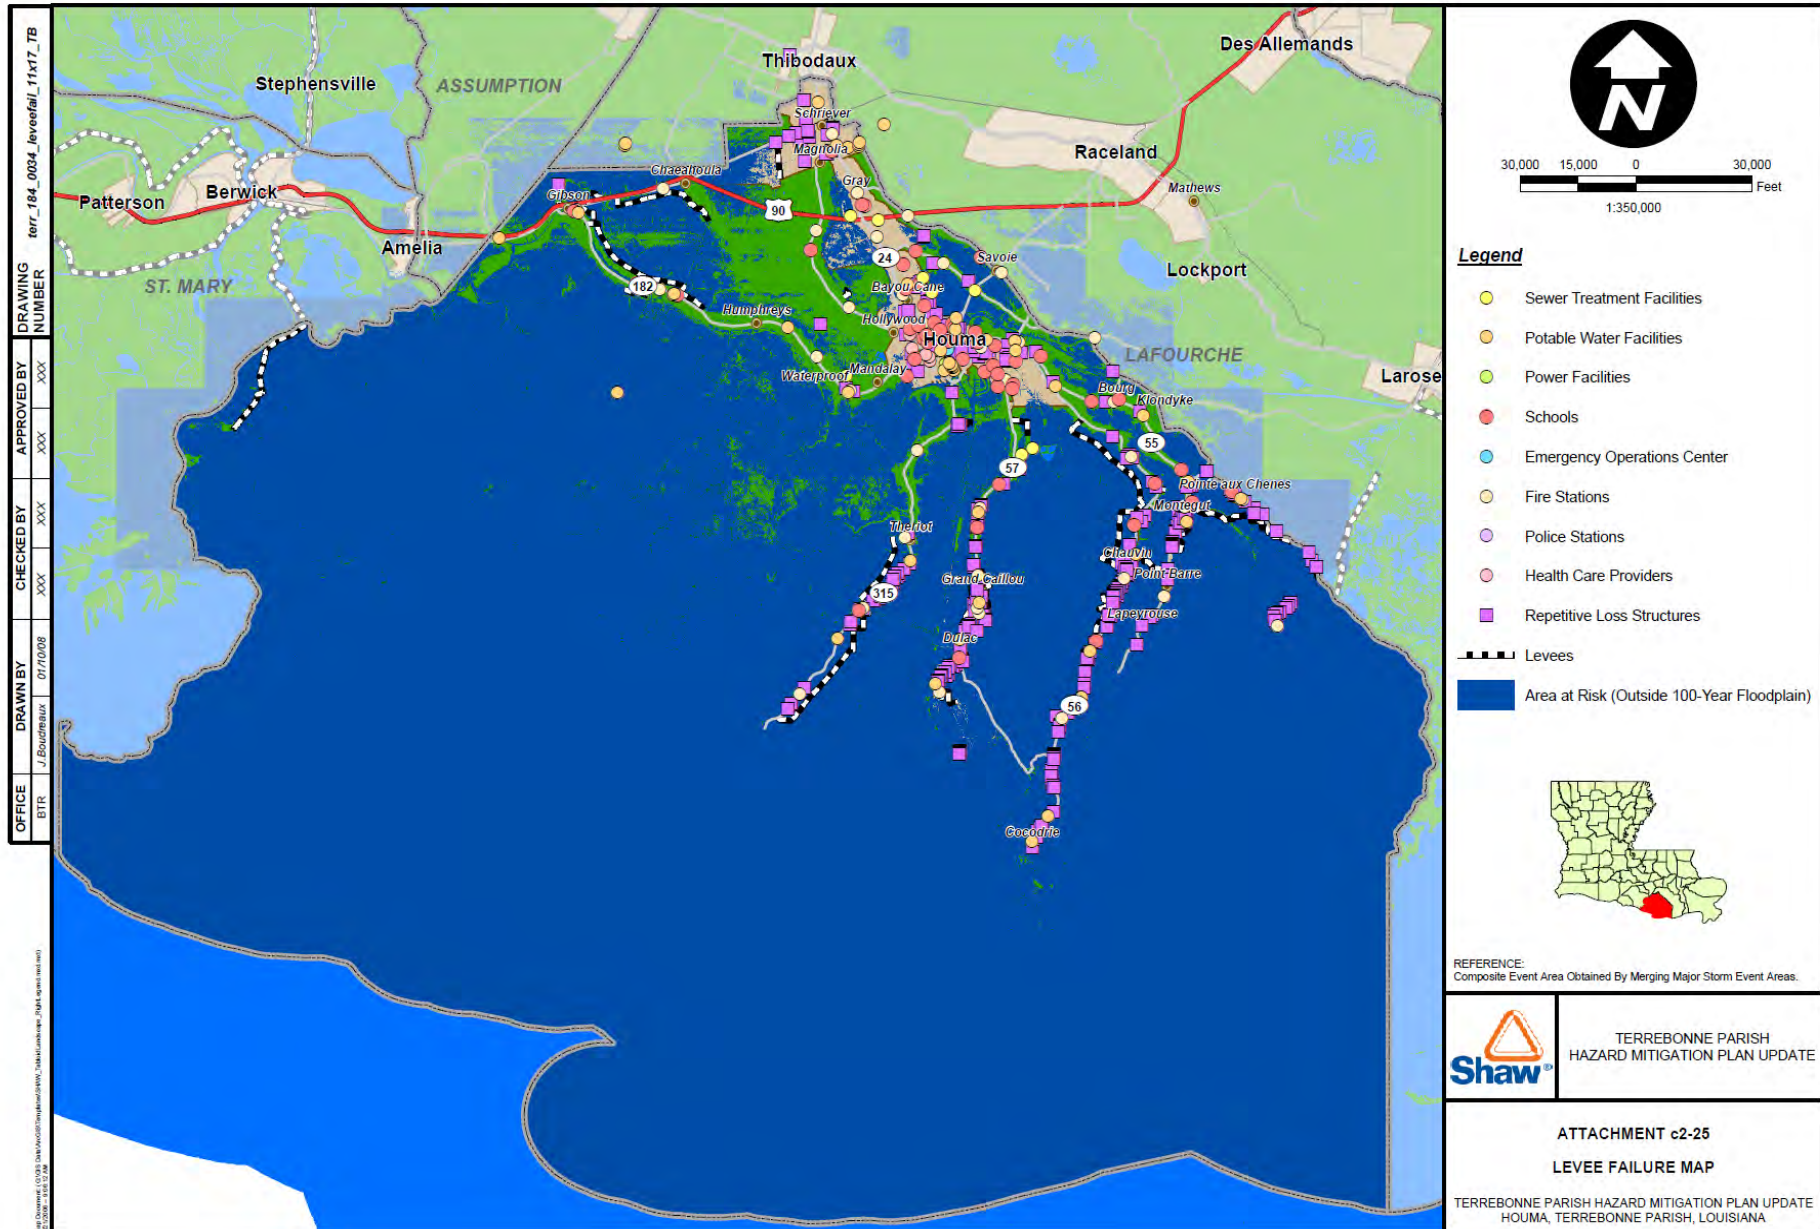 DRAWING NUMBER
terr_184_0034_leveefail_11x17_TB
APPROVED BY
XXX
XXX
CHECKED BY
XXX
XXX
DRAWN BY
J.Boudreaux
01/10/08
OFFICE
BTR
Stephensville
ASSUMPTION
Thibodaux
Des Allemands
Schriever
Magnolia
Raceland
Chacahoula
Gray
Mathews
Patterson
Berwick
Gibson
90
Amelia
24
Savoie
Lockport
ST. MARY
182
Bayou Cane
Humphreys
Hollywood
Houma
LAFOURCHE
Larose
Waterproof
Mandalay
Bourg
Klondyke
55
57
Pointe aux Chenes
Montegut
Theriot
Chauvin
Point Barre
Grand Caillou
315
Lapeyrouse
Dulac
56
Cocodrie
N
30,000 15,000 0 30,000
Feet
1:350,000
Legend
Sewer Treatment Facilities
Potable Water Facilities
Power Facilities
Schools
Emergency Operations Center
Fire Stations
Police Stations
Health Care Providers
Repetitive Loss Structures
Levees
Area at Risk (Outside 100-Year Floodplain)
REFERENCE:
Composite Event Area Obtained By Merging Major Storm Event Areas.
Shaw®
TERREBONNE PARISH
HAZARD MITIGATION PLAN UPDATE
ATTACHMENT c2-25
LEVEE FAILURE MAP
TERREBONNE PARISH HAZARD MITIGATION PLAN UPDATE
HOUMA, TERREBONNE PARISH, LOUISIANA